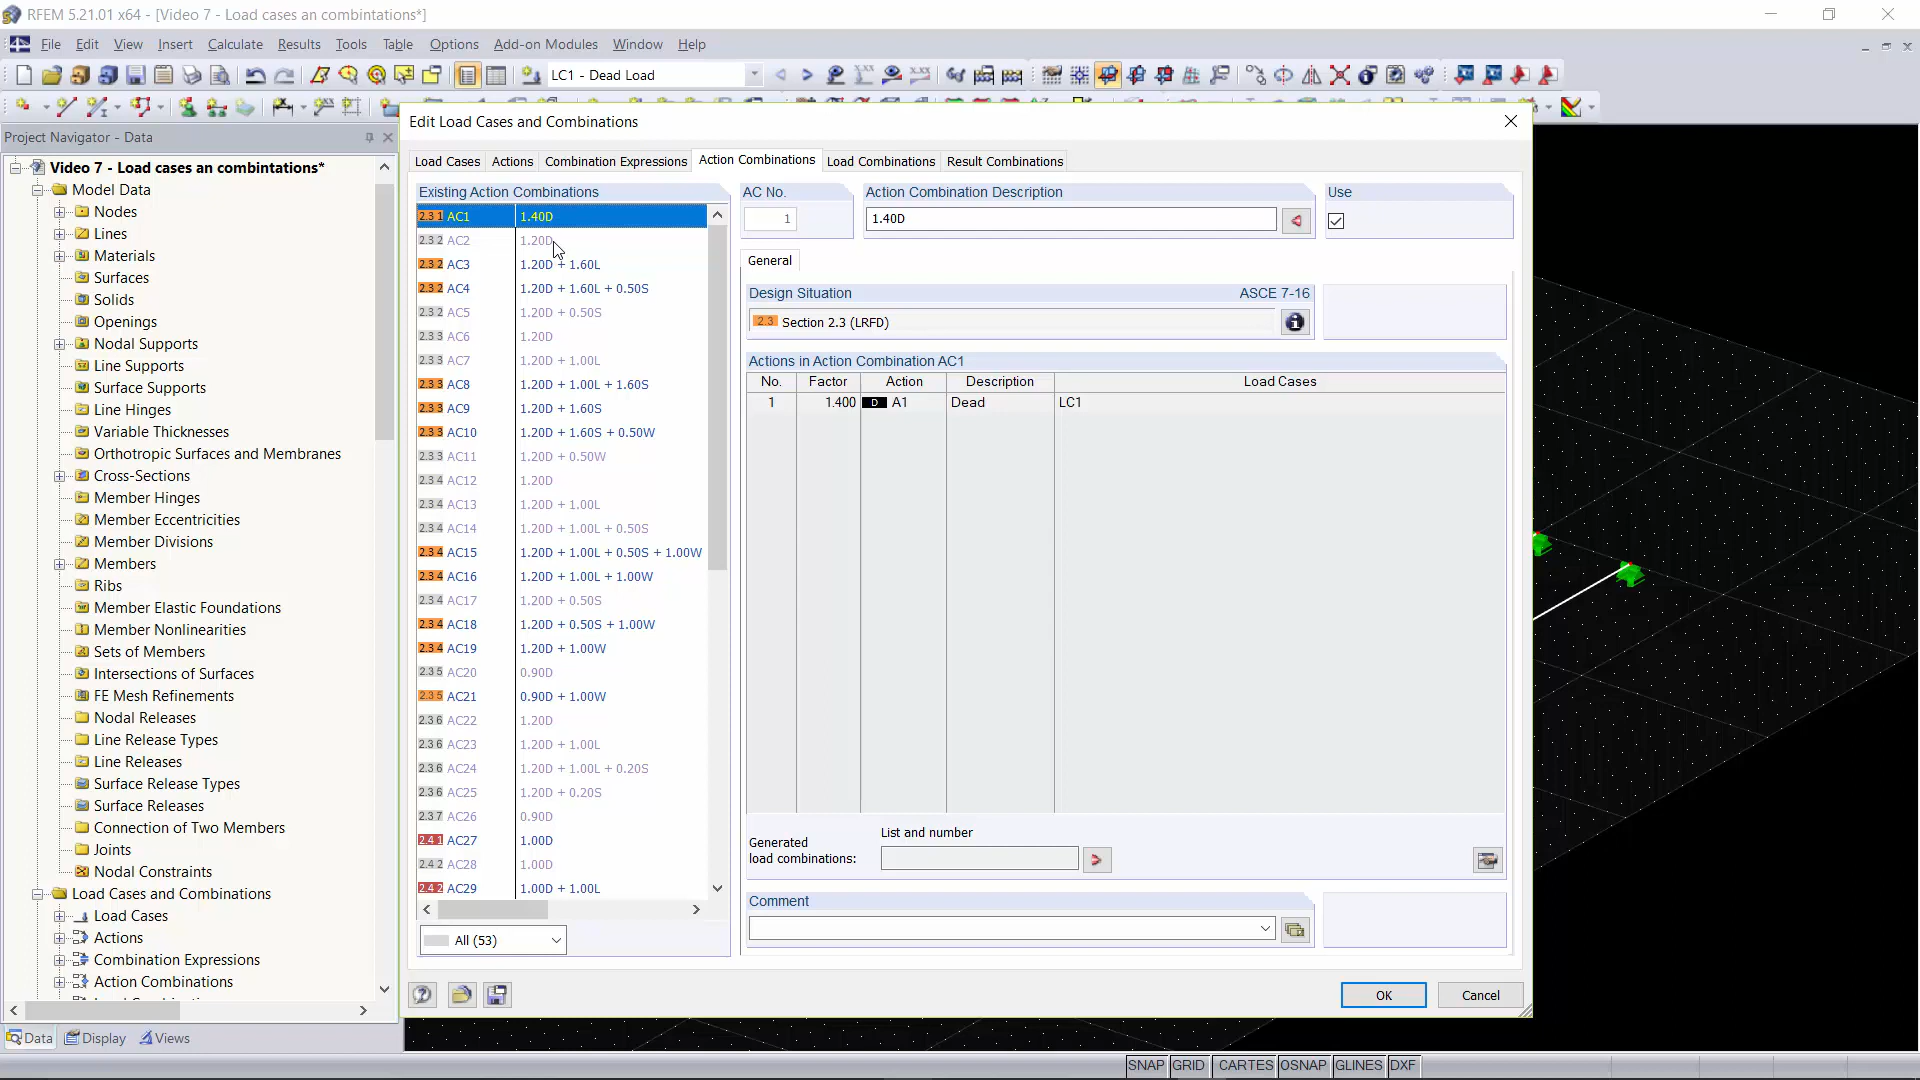 RFEM 5.21.01 x64 - [Video 7 - Load cases an combintations*]
File Edit View Insert Calculate Results Tools Table Options Add-on Modules Window Help
LC1 - Dead Load
Project Navigator - Data
Video 7 - Load cases an combintations*
Model Data
Nodes
Lines
Materials
Surfaces
Solids
Openings
Nodal Supports
Line Supports
Surface Supports
Line Hinges
Variable Thicknesses
Orthotropic Surfaces and Membranes
Cross-Sections
Member Hinges
Member Eccentricities
Member Divisions
Members
Ribs
Member Elastic Foundations
Member Nonlinearities
Sets of Members
Intersections of Surfaces
FE Mesh Refinements
Nodal Releases
Line Release Types
Line Releases
Surface Release Types
Surface Releases
Connection of Two Members
Joints
Nodal Constraints
Load Cases and Combinations
Load Cases
Actions
Combination Expressions
Action Combinations
Data Display Views
Edit Load Cases and Combinations
Load Cases Actions Combination Expressions Action Combinations Load Combinations Result Combinations
Existing Action Combinations
2.3 1 AC1 1.40D
2.3 2 AC2 1.20D
2.3 2 AC3 1.20D + 1.60L
2.3 2 AC4 1.20D + 1.60L + 0.50S
2.3 2 AC5 1.20D + 0.50S
2.3 3 AC6 1.20D
2.3 3 AC7 1.20D + 1.00L
2.3 3 AC8 1.20D + 1.00L + 1.60S
2.3 3 AC9 1.20D + 1.60S
2.3 3 AC10 1.20D + 1.60S + 0.50W
2.3 3 AC11 1.20D + 0.50W
2.3 4 AC12 1.20D
2.3 4 AC13 1.20D + 1.00L
2.3 4 AC14 1.20D + 1.00L + 0.50S
2.3 4 AC15 1.20D + 1.00L + 0.50S + 1.00W
2.3 4 AC16 1.20D + 1.00L + 1.00W
2.3 4 AC17 1.20D + 0.50S
2.3 4 AC18 1.20D + 0.50S + 1.00W
2.3 4 AC19 1.20D + 1.00W
2.3 5 AC20 0.90D
2.3 5 AC21 0.90D + 1.00W
2.3 6 AC22 1.20D
2.3 6 AC23 1.20D + 1.00L
2.3 6 AC24 1.20D + 1.00L + 0.20S
2.3 6 AC25 1.20D + 0.20S
2.3 7 AC26 0.90D
2.4 1 AC27 1.00D
2.4 2 AC28 1.00D
2.4 2 AC29 1.00D + 1.00L
All (53)
AC No.
1
Action Combination Description
1.40D
Use
General
Design Situation ASCE 7-16
2.3 Section 2.3 (LRFD)
Actions in Action Combination AC1
No. Factor Action Description Load Cases
1 1.400 D A1 Dead LC1
Generated load combinations:
List and number
Comment
OK Cancel
SNAP GRID CARTES OSNAP GLINES DXF